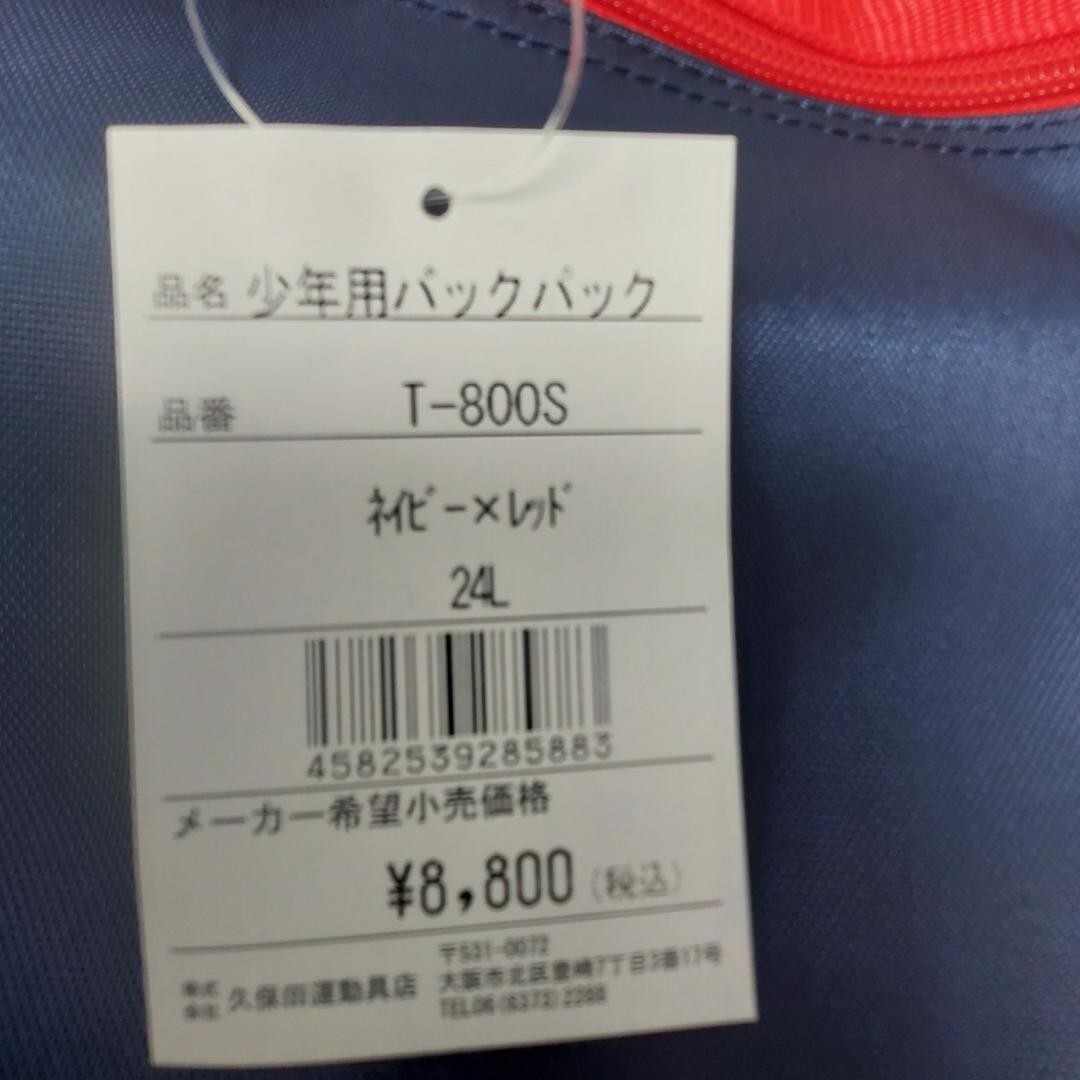 品名 少年用バックパック
品番 T-800S
ﾈｲﾋﾞｰ×ﾚｯﾄﾞ
24L
4582539285883
メーカー希望小売価格
¥8,800(税込)
株式会社 久保田運動具店
〒531-0072
大阪市北区豊崎7丁目3番17号
TEL06(6373)2288